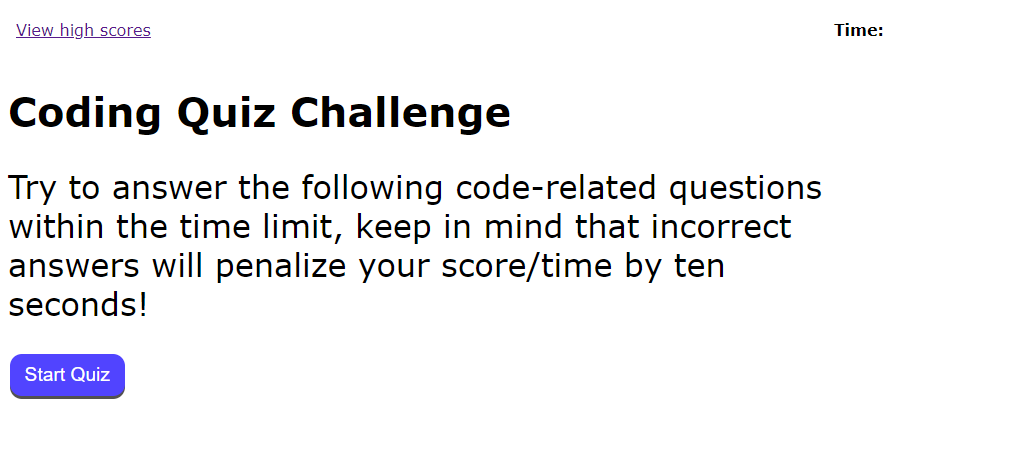 View high scores
Time:
Coding Quiz Challenge
Try to answer the following code-related questions
within the time limit, keep in mind that incorrect
answers will penalize your score/time by ten
seconds!
Start Quiz